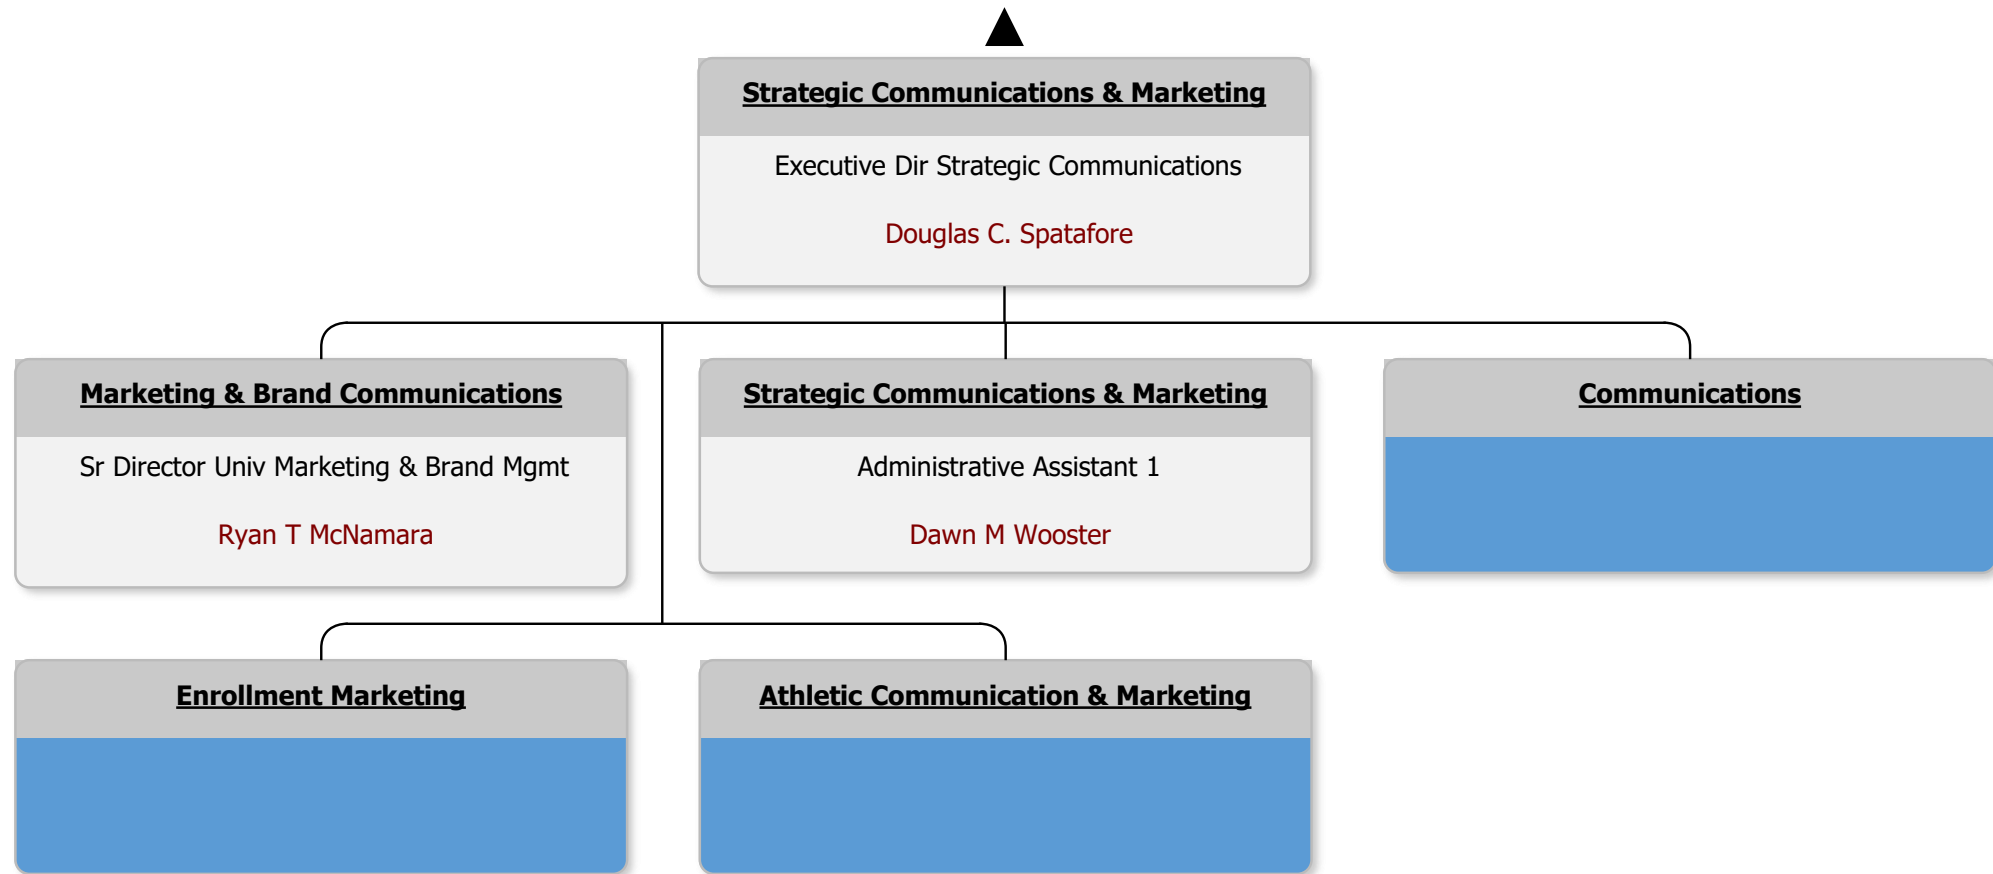 Strategic Communications & Marketing
Executive Dir Strategic Communications
Douglas C. Spatafore
Marketing & Brand Communications
Sr Director Univ Marketing & Brand Mgmt
Ryan T McNamara
Strategic Communications & Marketing
Administrative Assistant 1
Dawn M Wooster
Communications
Enrollment Marketing
Athletic Communication & Marketing